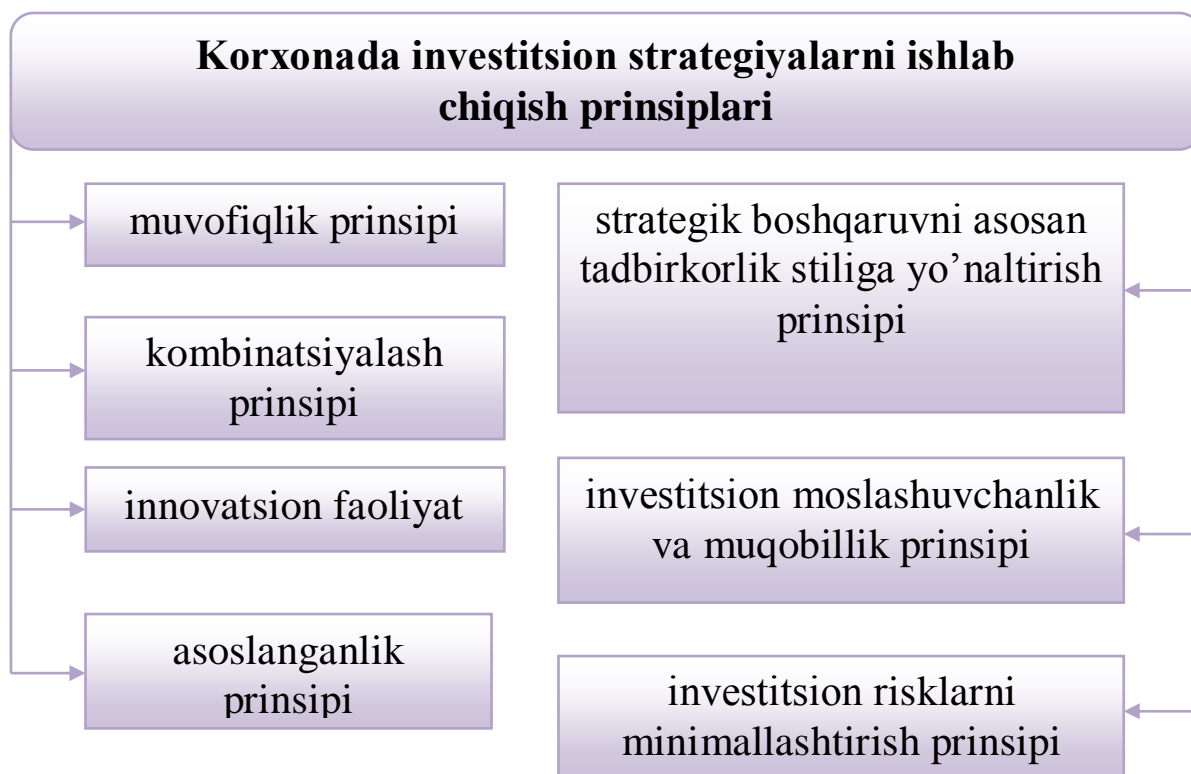 Korxonada investitsion strategiyalarni ishlab
chiqish prinsiplari
muvofiqlik prinsipi
kombinatsiyalash
prinsipi
innovatsion faoliyat
asoslanganlik
prinsipi
strategik boshqaruvni asosan
tadbirkorlik stiliga yo’naltirish
prinsipi
investitsion moslashuvchanlik
va muqobillik prinsipi
investitsion risklarni
minimallashtirish prinsipi